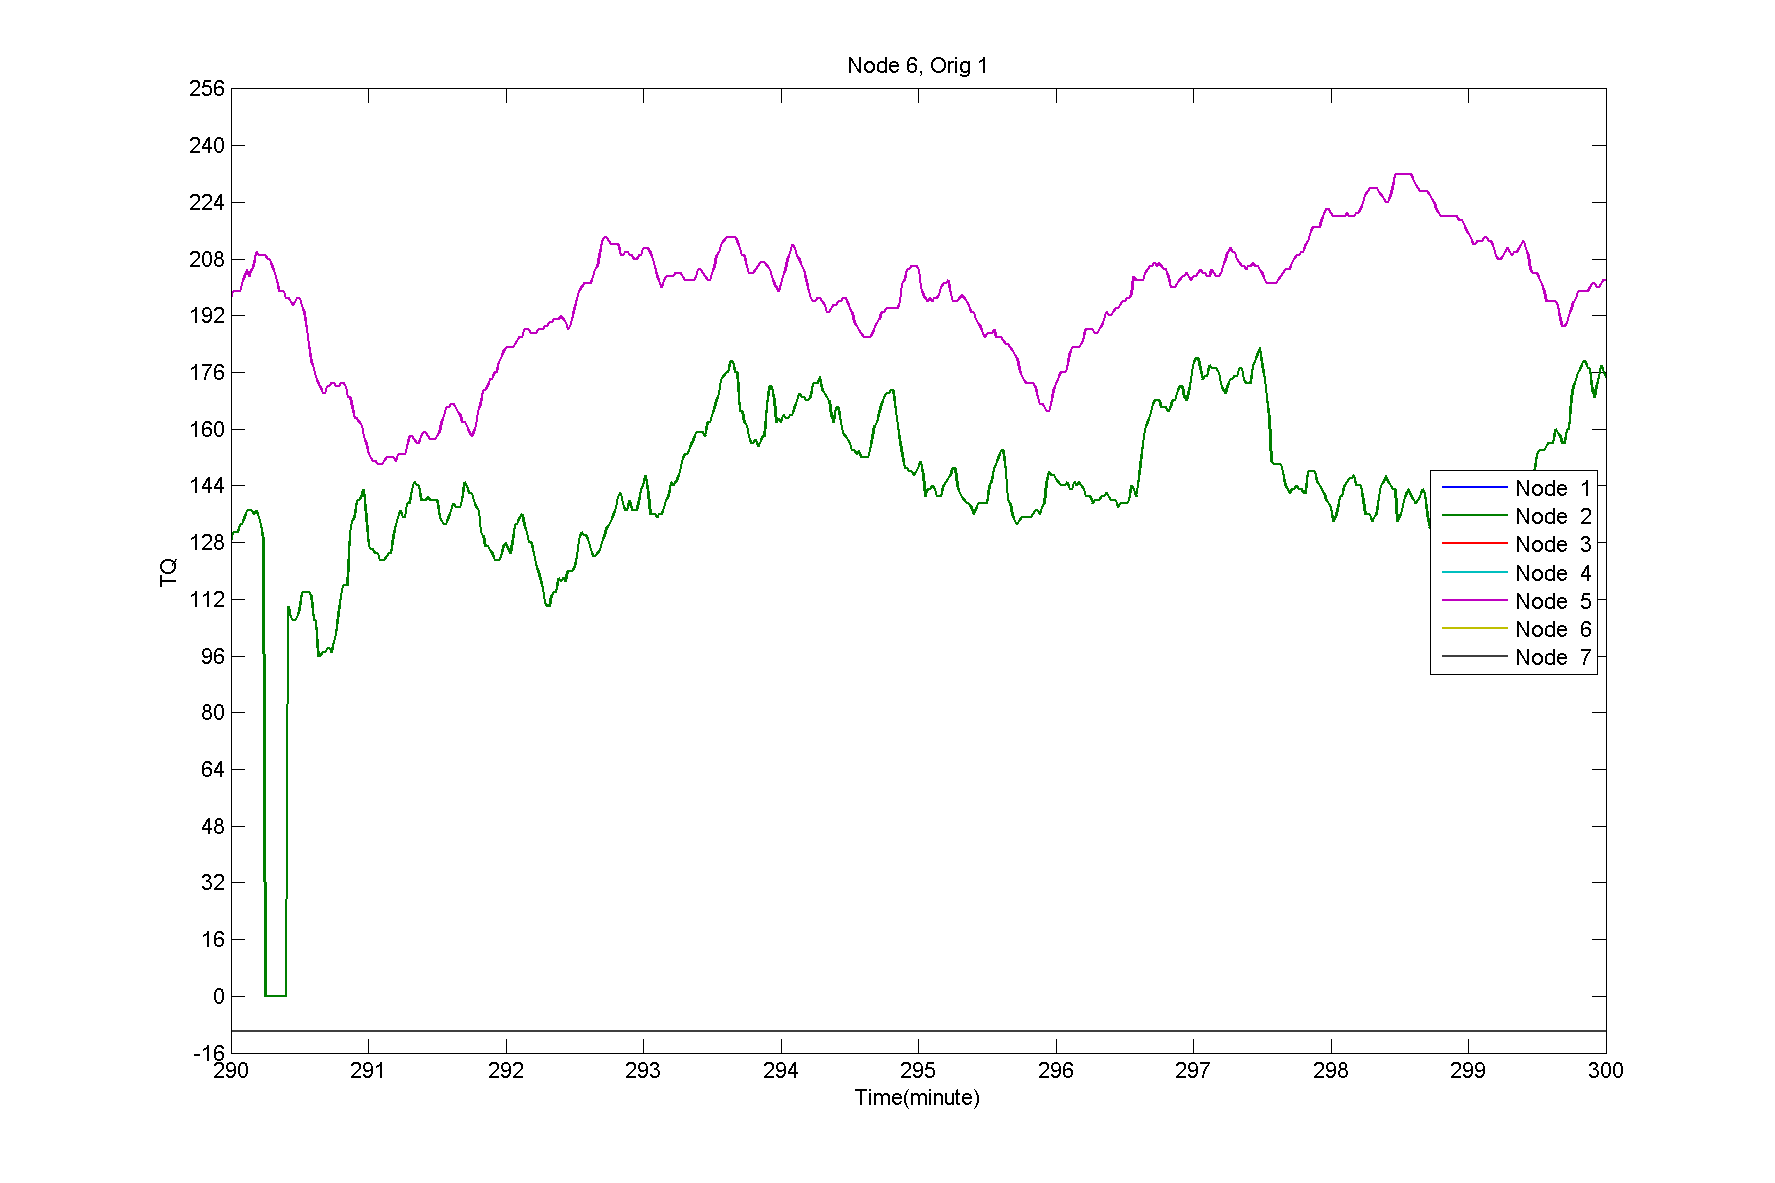 Node 6, Orig 1
256
240
224
208
192
176
160
144
128
112
96
80
64
48
32
16
0
-16
TQ
290 291 292 293 294 295 296 297 298 299 300
Time(minute)
Node 1
Node 2
Node 3
Node 4
Node 5
Node 6
Node 7